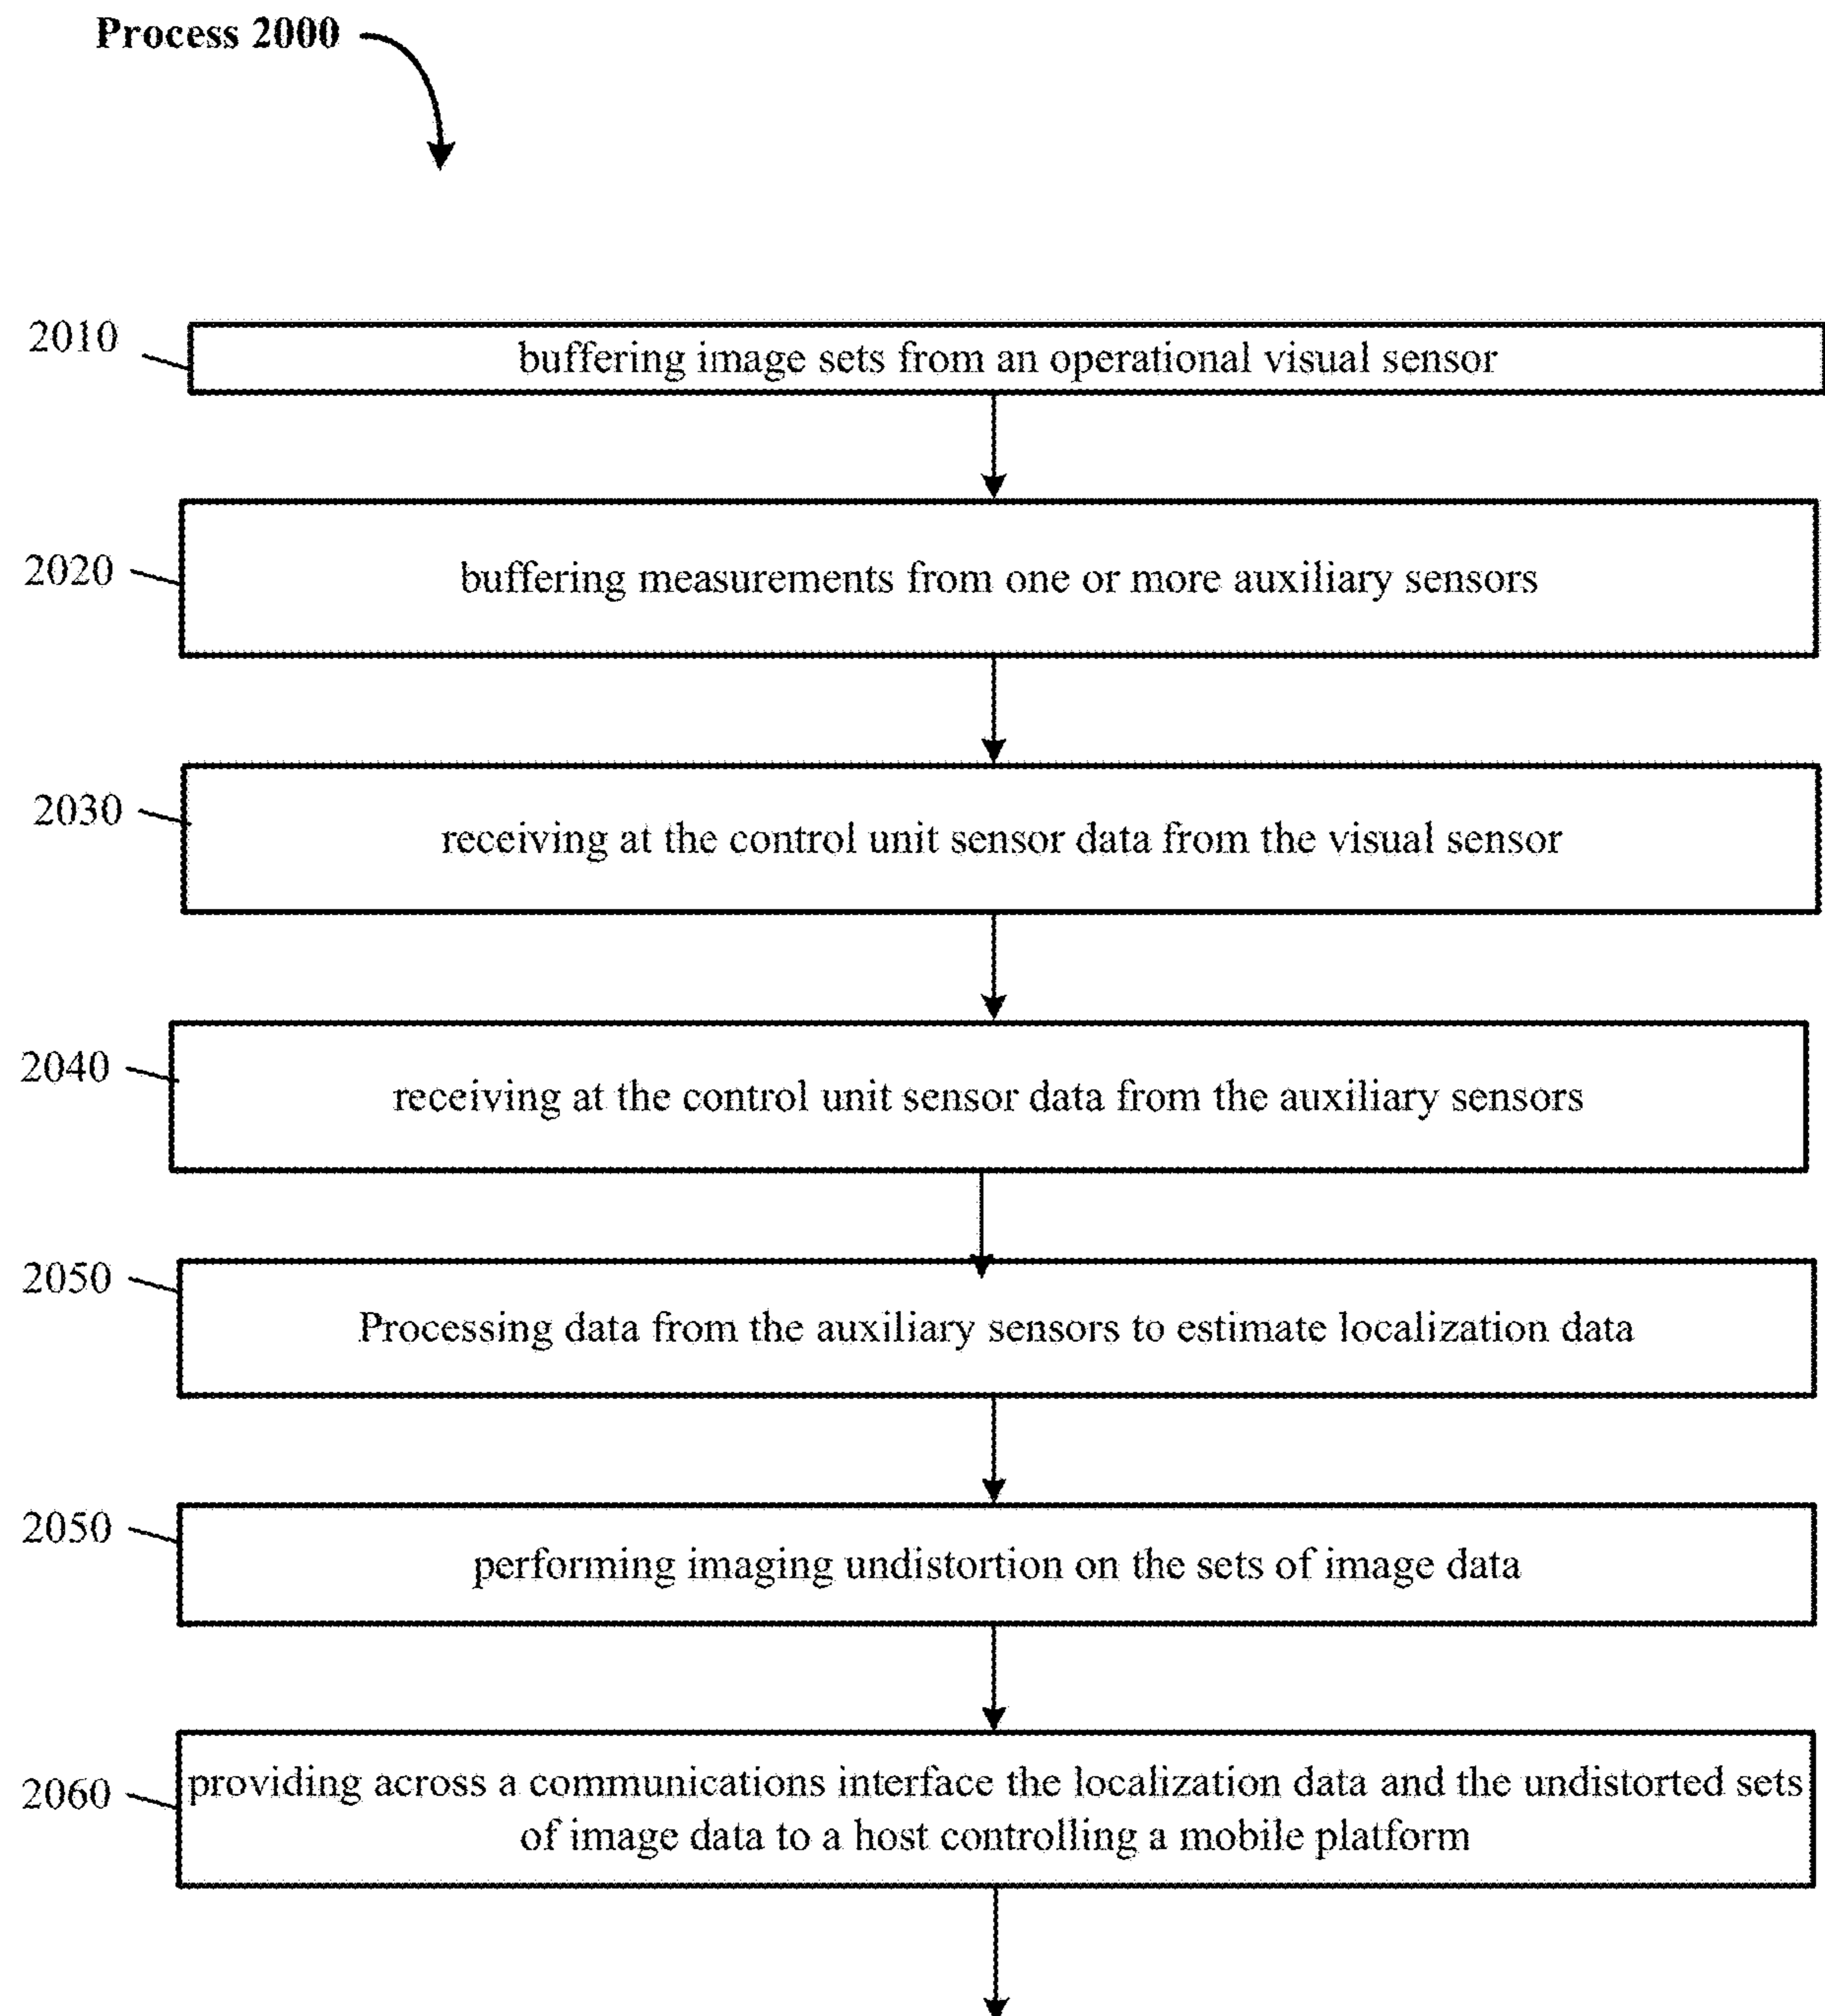 Process 2000
2010
buffering image sets from an operational visual sensor
2020
buffering measurements from one or more auxiliary sensors
2030
receiving at the control unit sensor data from the visual sensor
2040
receiving at the control unit sensor data from the auxiliary sensors
2050
Processing data from the auxiliary sensors to estimate localization data
2050
performing imaging undistortion on the sets of image data
2060
providing across a communications interface the localization data and the undistorted sets
of image data to a host controlling a mobile platform